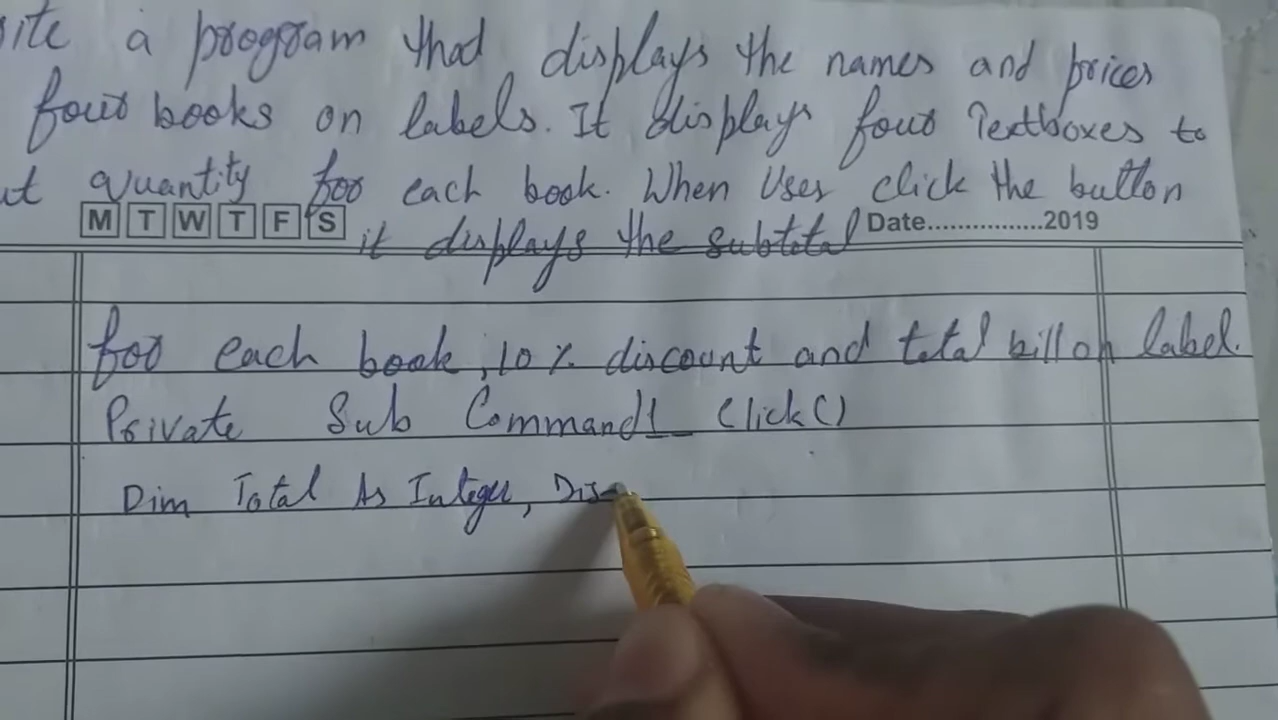 a program that displays the names and prices
four books on labels. It displays four Textboxes to
quantity for each book. When User click the button
M T W T F S Date................2019
it displays the subtotal
for each book, 10% discount and total bill on label.
Private Sub Command1_Click()
Dim Total As Integer, Dis